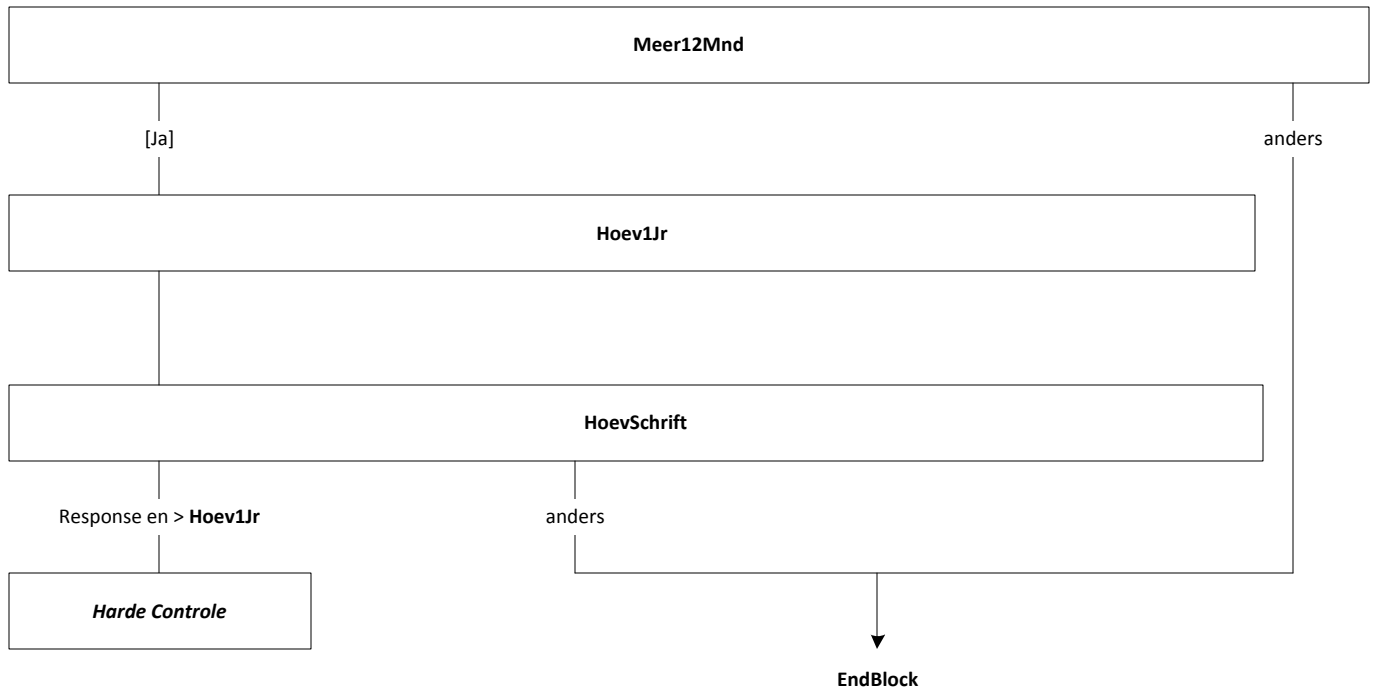 Meer12Mnd
[Ja]
anders
Hoev1Jr
HoevSchrift
Response en > Hoev1Jr
anders
Harde Controle
EndBlock